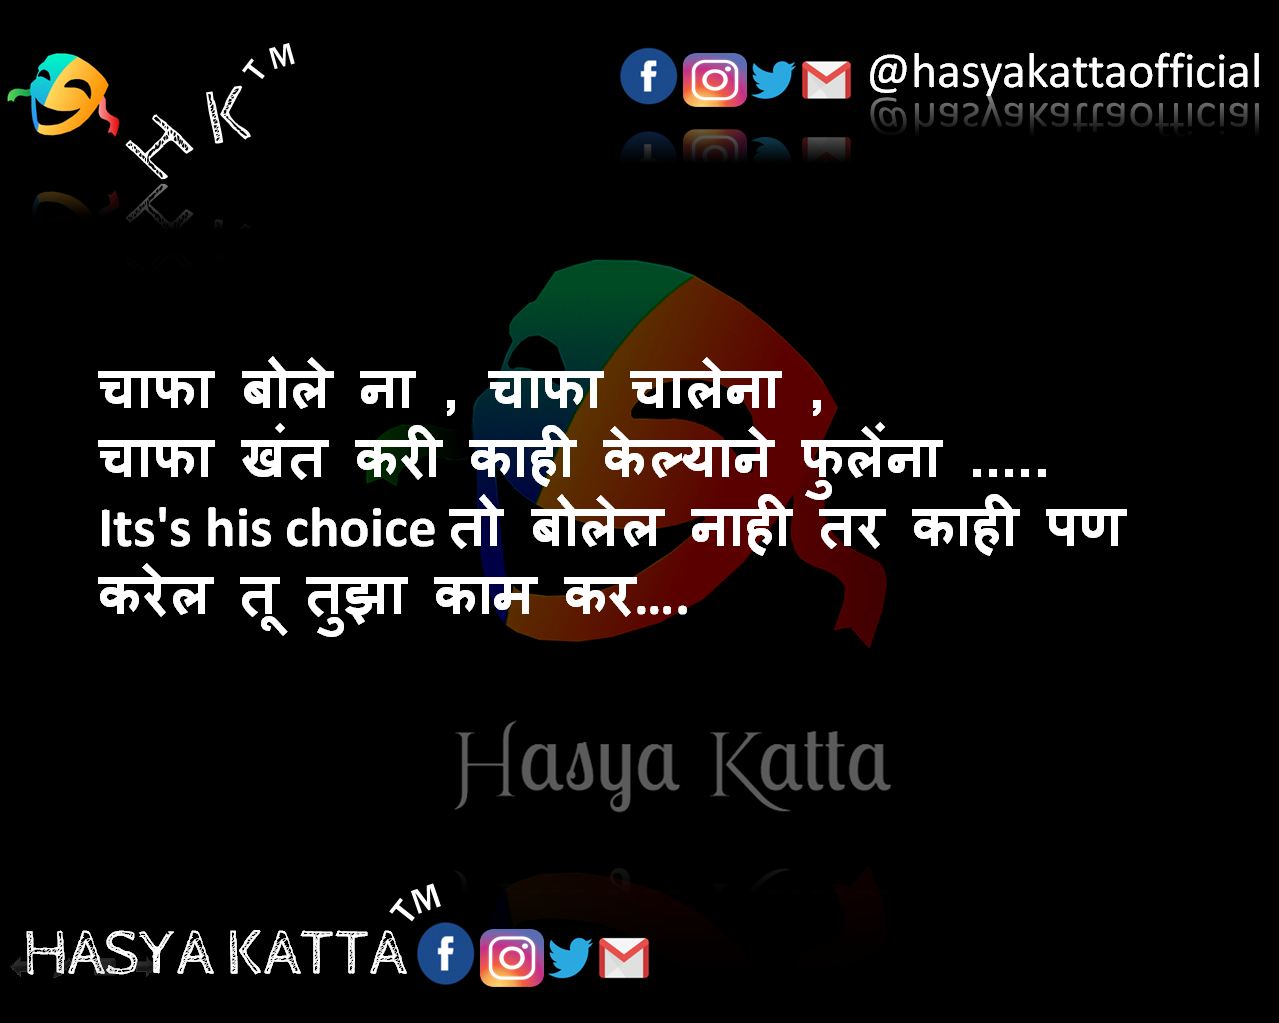 HK™
@hasyakattaofficial
चाफा बोले ना , चाफा चालेना ,
चाफा खंत करी काही केल्याने फुलेंना .....
Its's his choice तो बोलेल नाही तर काही पण
करेल तू तुझा काम कर....
Hasya Katta
HASYA KATTA™